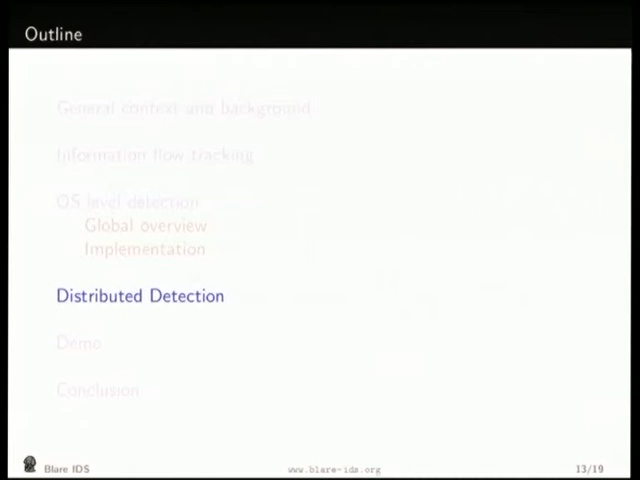 Outline
General context and background
Information flow tracking
OS level detection
Global overview
Implementation
Distributed Detection
Demo
Conclusion
Blare IDS
www.blare-ids.org
13/19